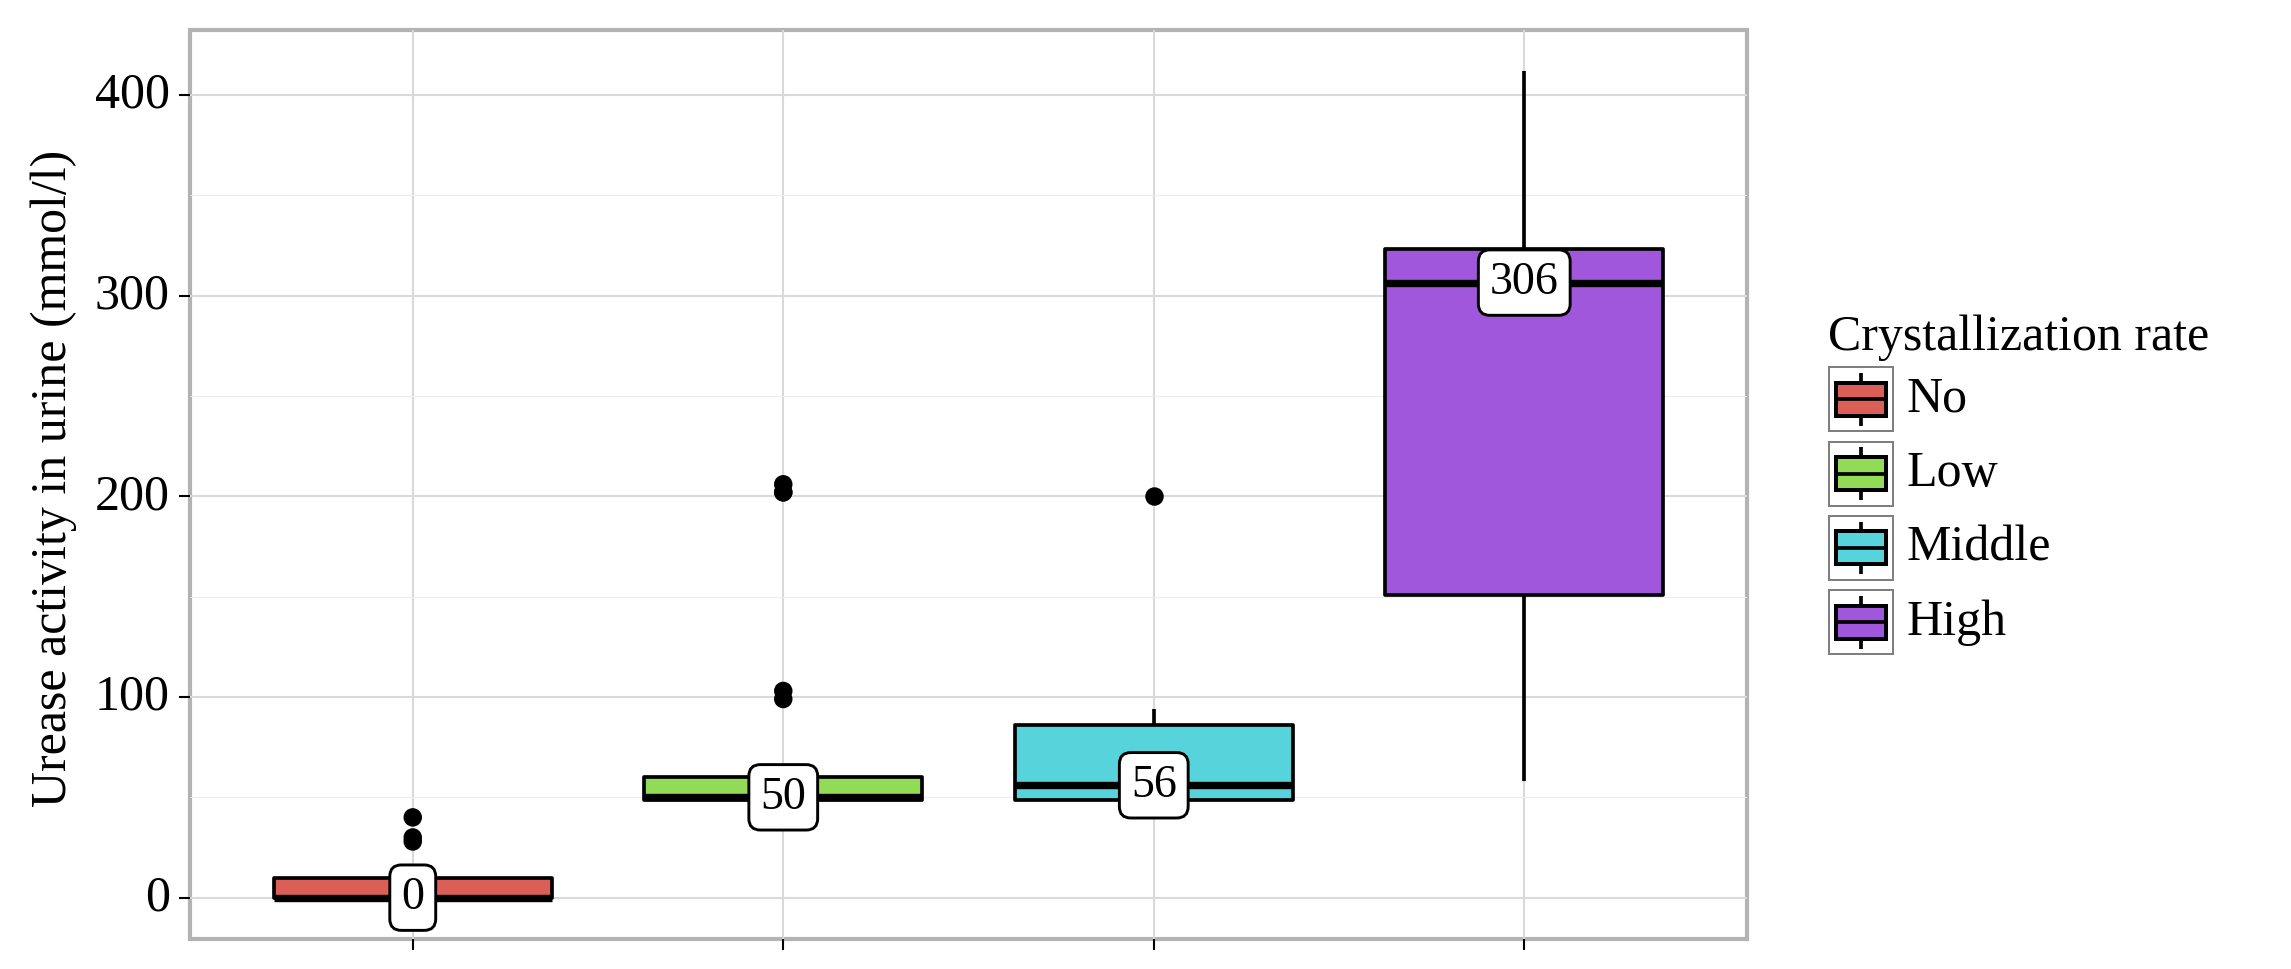 Urease activity in urine (mmol/l)
400
300
200
100
0
0
50
56
306
Crystallization rate
No
Low
Middle
High